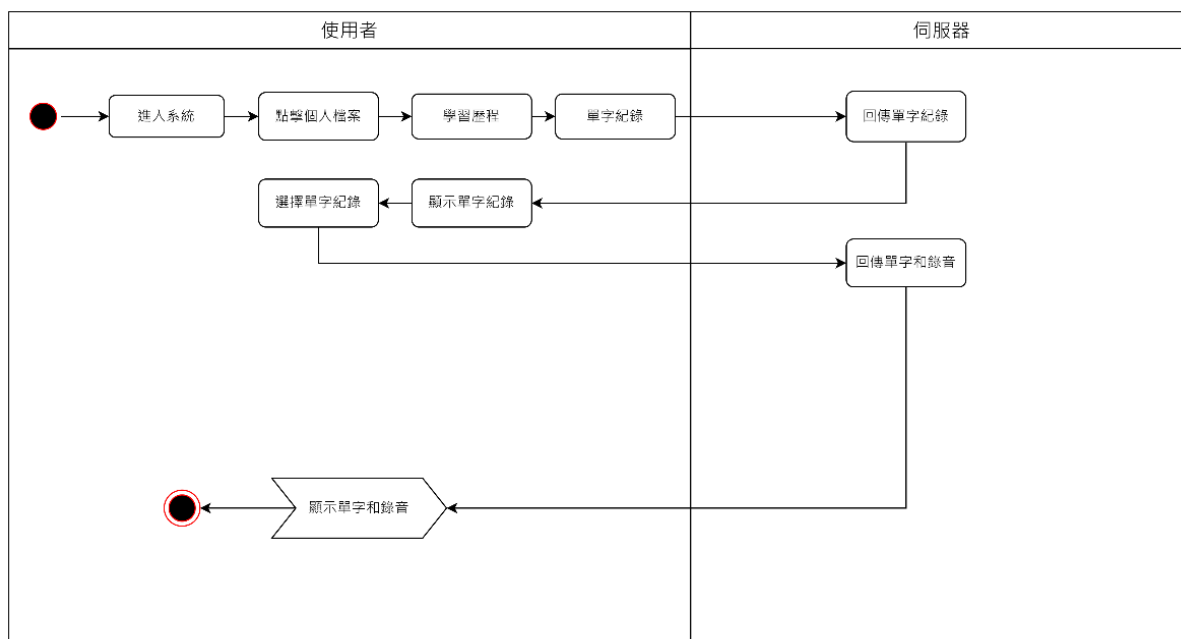 使用者
伺服器
進入系統
點擊個人檔案
學習歷程
單字紀錄
回傳單字紀錄
選擇單字紀錄
顯示單字紀錄
回傳單字和錄音
顯示單字和錄音